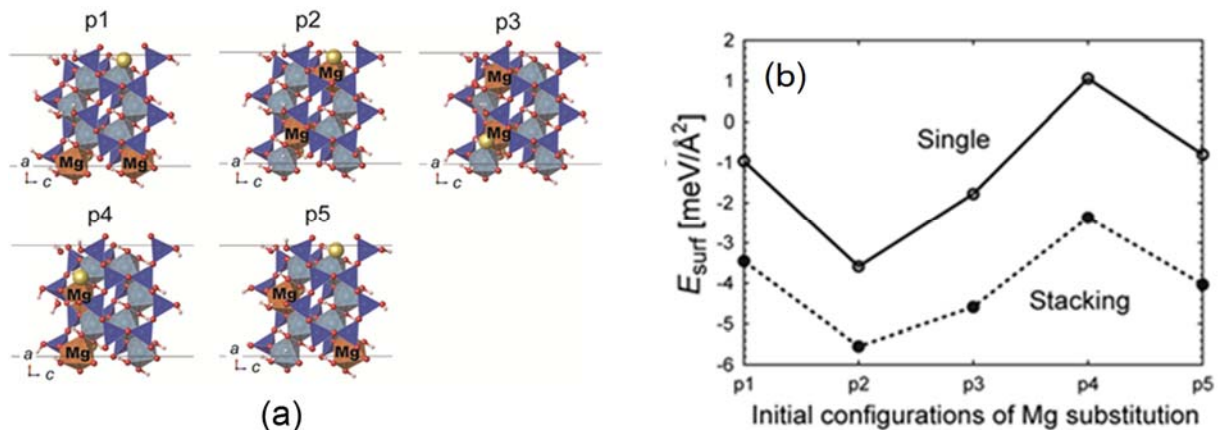 p1 p2 p3
Mg
Mg
Mg
Mg
Mg
Mg
a
c
a
c
a
c
p4 p5
Mg
Mg
Mg
Mg
a
c
a
c
(a)
(b)
E_surf [meV/Å²]
2
1
0
-1
-2
-3
-4
-5
-6
Single
Stacking
p1 p2 p3 p4 p5
Initial configurations of Mg substitution